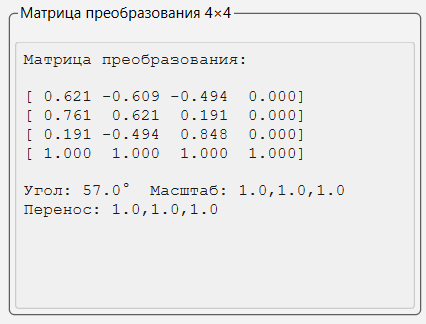 Матрица преобразования 4×4
Матрица преобразования:
[ 0.621 -0.609 -0.494  0.000]
[ 0.761  0.621  0.191  0.000]
[ 0.191 -0.494  0.848  0.000]
[ 1.000  1.000  1.000  1.000]
Угол: 57.0°  Масштаб: 1.0,1.0,1.0
Перенос: 1.0,1.0,1.0